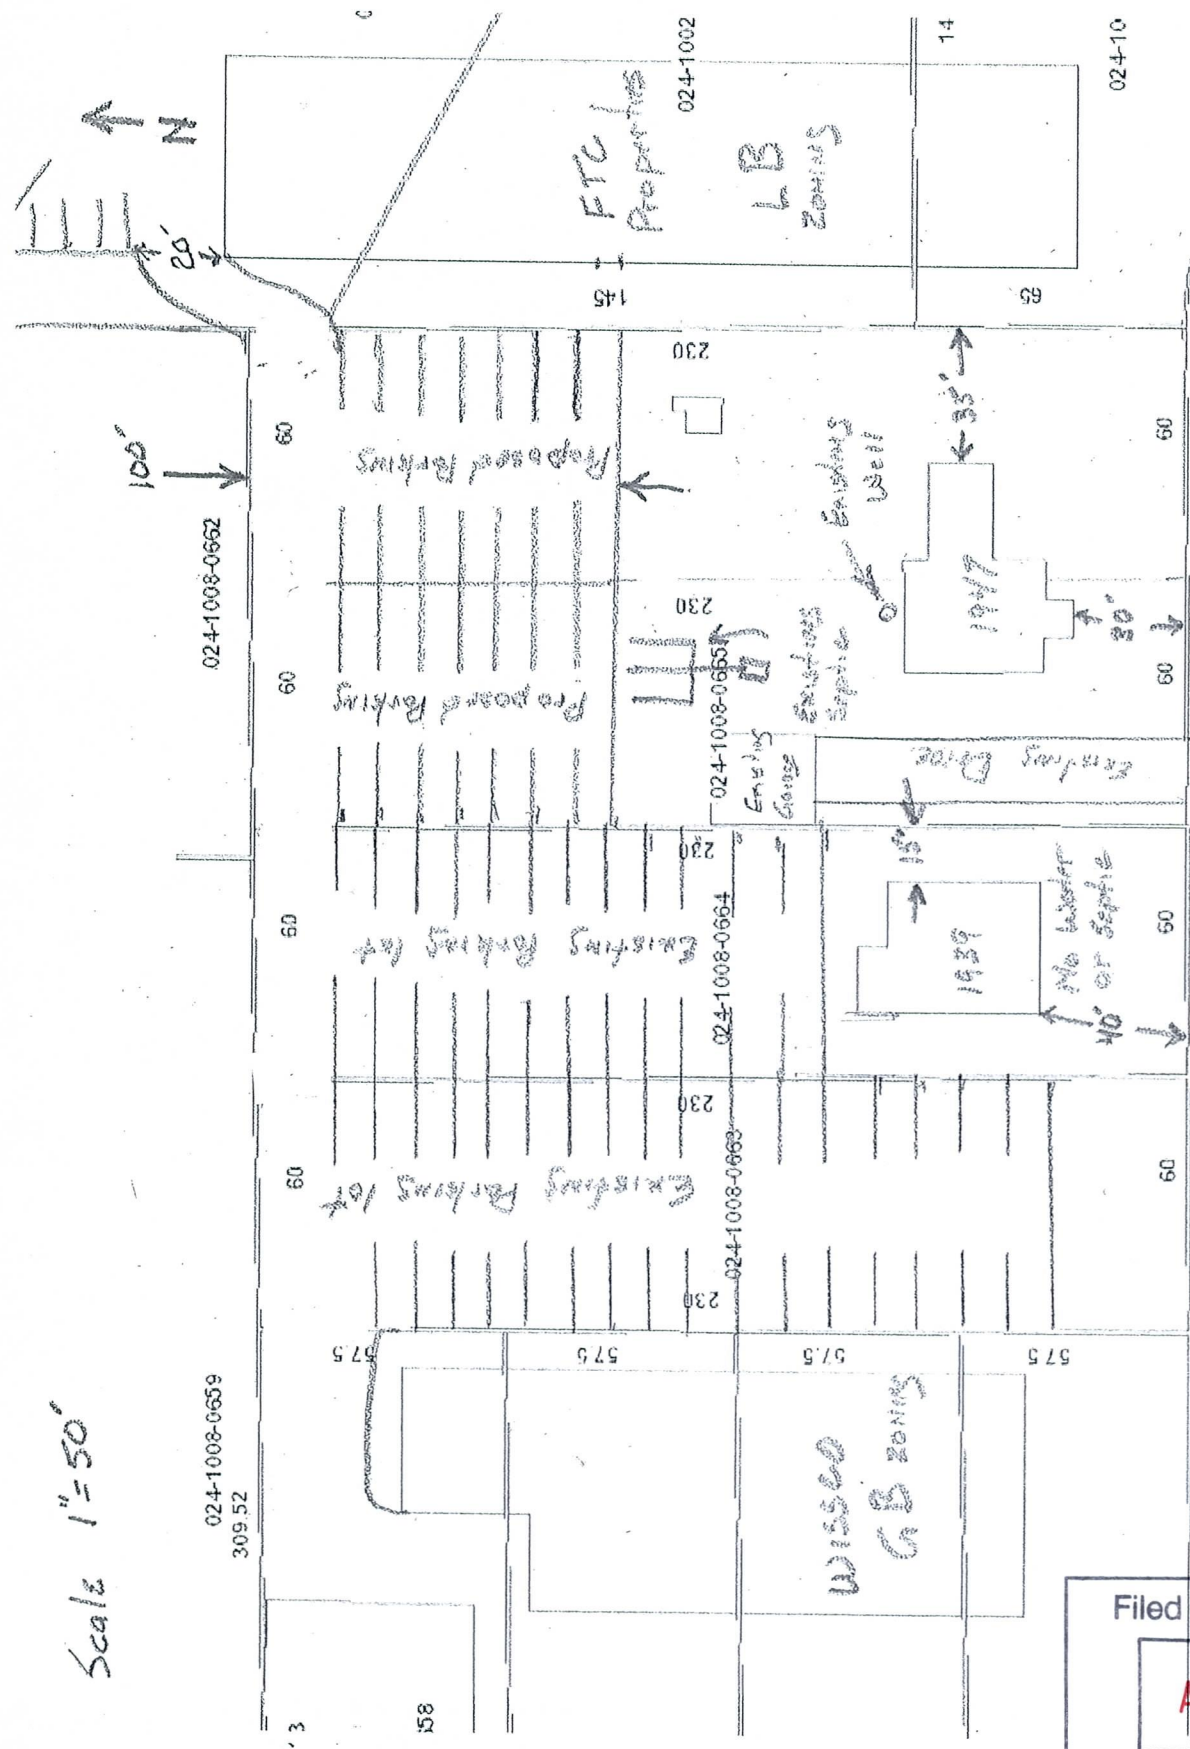 Scale 1"=50'
N
20'
100'
024-1008-0662
024-1008-0659
309.52
3
58
60
60
60
60
57.5
57.5
57.5
57.5
230
230
230
230
230
145
65
Existing Parking lot
Existing Parking lot
Proposed Parking
Proposed Parking
024-1008-0663
024-1008-0664
024-1008-0665
Existing
Garage
Existing
Septic
Existing
Well
Existing Drive
15'
35'
1939
1947
No Water
or Septic
40'
30'
60
60
60
60
WISSCO
GB ZONING
FTC
Properties
LB
ZONING
024-1002
14
024-10
Filed
A